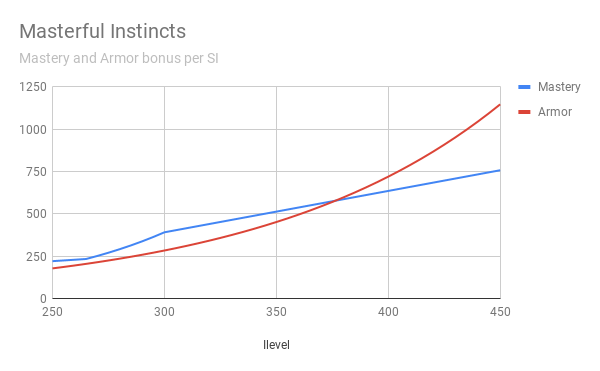 Masterful Instincts
Mastery and Armor bonus per SI
1250
1000
750
500
250
0
250 300 350 400 450
Ilevel
Mastery
Armor